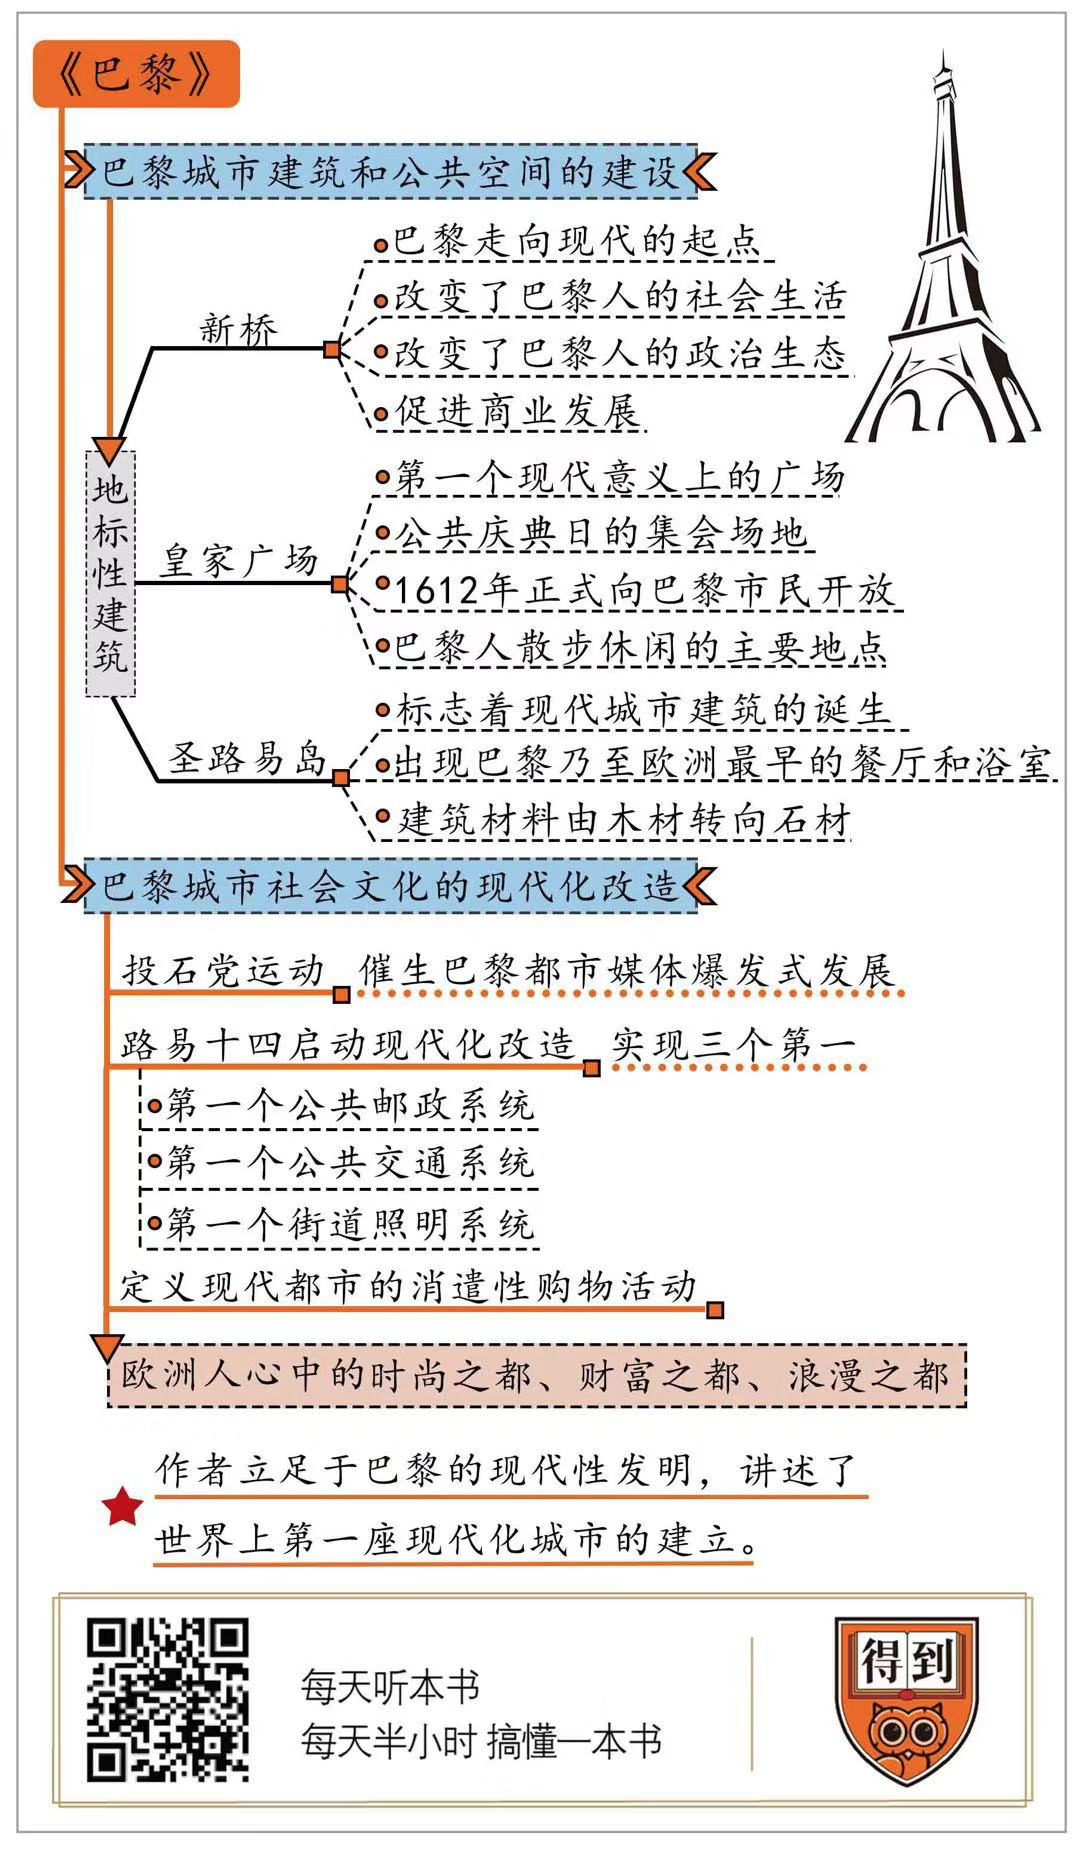 《巴黎》
巴黎城市建筑和公共空间的建设
地标性建筑
新桥
巴黎走向现代的起点
改变了巴黎人的社会生活
改变了巴黎人的政治生态
促进商业发展
皇家广场
第一个现代意义上的广场
公共庆典日的集会场地
1612年正式向巴黎市民开放
巴黎人散步休闲的主要地点
圣路易岛
标志着现代城市建筑的诞生
出现巴黎乃至欧洲最早的餐厅和浴室
建筑材料由木材转向石材
巴黎城市社会文化的现代化改造
投石党运动 催生巴黎都市媒体爆发式发展
路易十四启动现代化改造 实现三个第一
第一个公共邮政系统
第一个公共交通系统
第一个街道照明系统
定义现代都市的消遣性购物活动
欧洲人心中的时尚之都、财富之都、浪漫之都
作者立足于巴黎的现代性发明，讲述了
世界上第一座现代化城市的建立。
每天听本书
每天半小时 搞懂一本书
得到